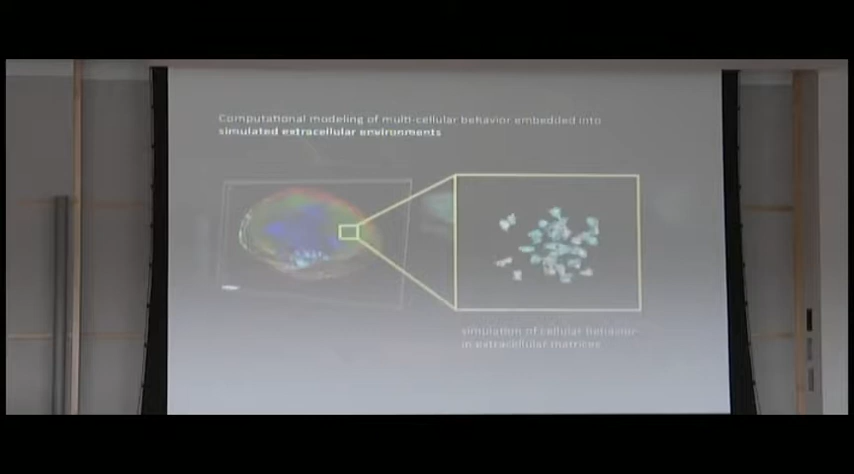 Computational modeling of multi-cellular behavior embedded into
simulated extracellular environments
simulation of cellular behavior
in extracellular matrices